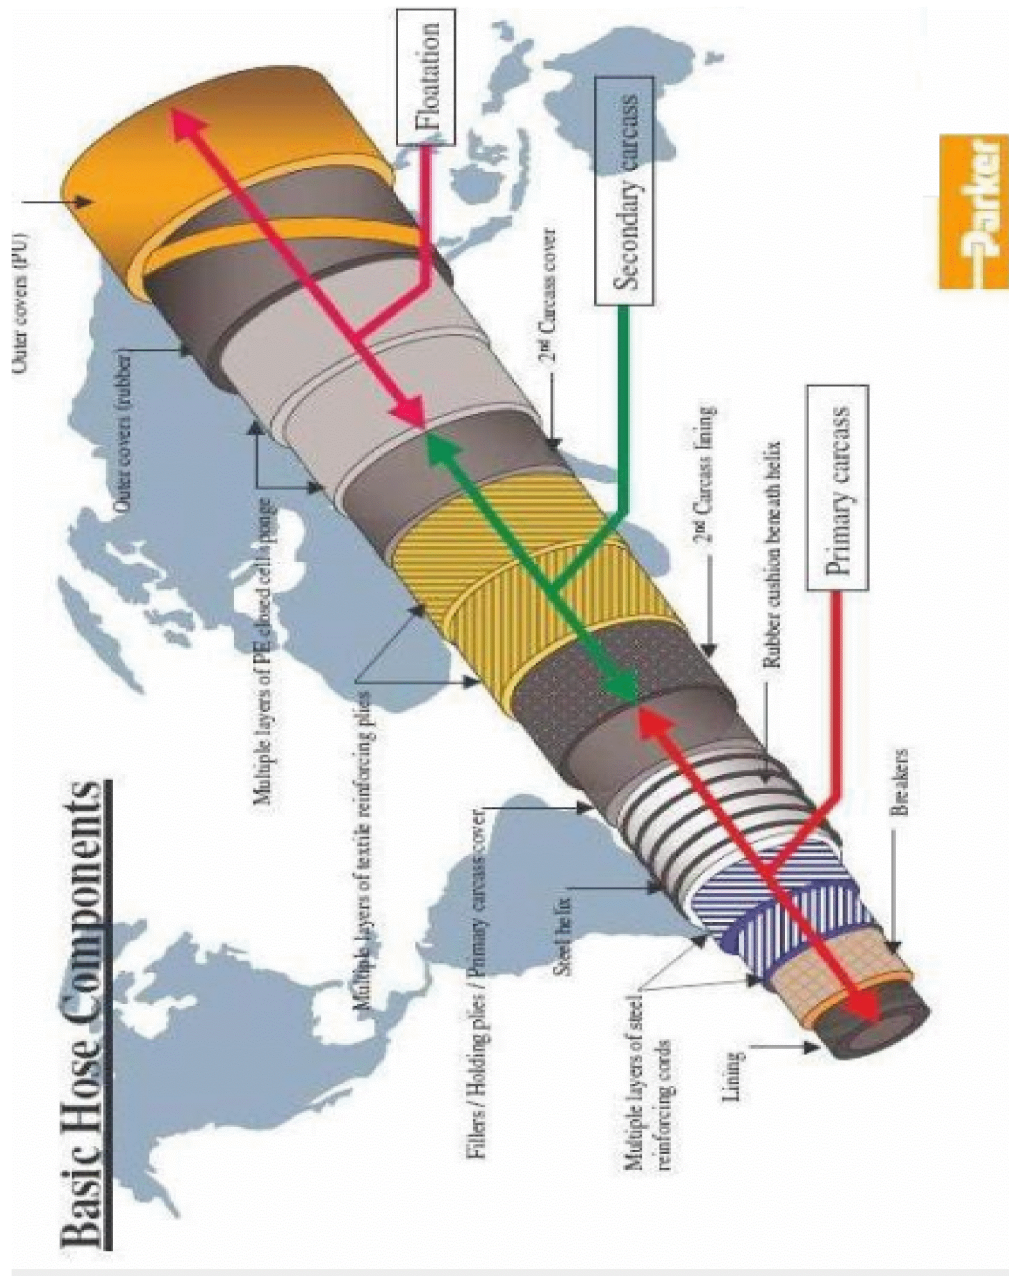 Basic Hose Components
Outer covers (PU)
Outer covers (rubber)
Multiple layers of PE closed cell sponge
Multiple layers of textile reinforcing plies
Fillers / Holding plies / Primary carcass cover
Steel helix
Multiple layers of steel
reinforcing cords
Lining
Floatation
Secondary carcass
2nd Carcass cover
2nd Carcass lining
Primary carcass
Rubber cushion beneath helix
Breakers
Parker